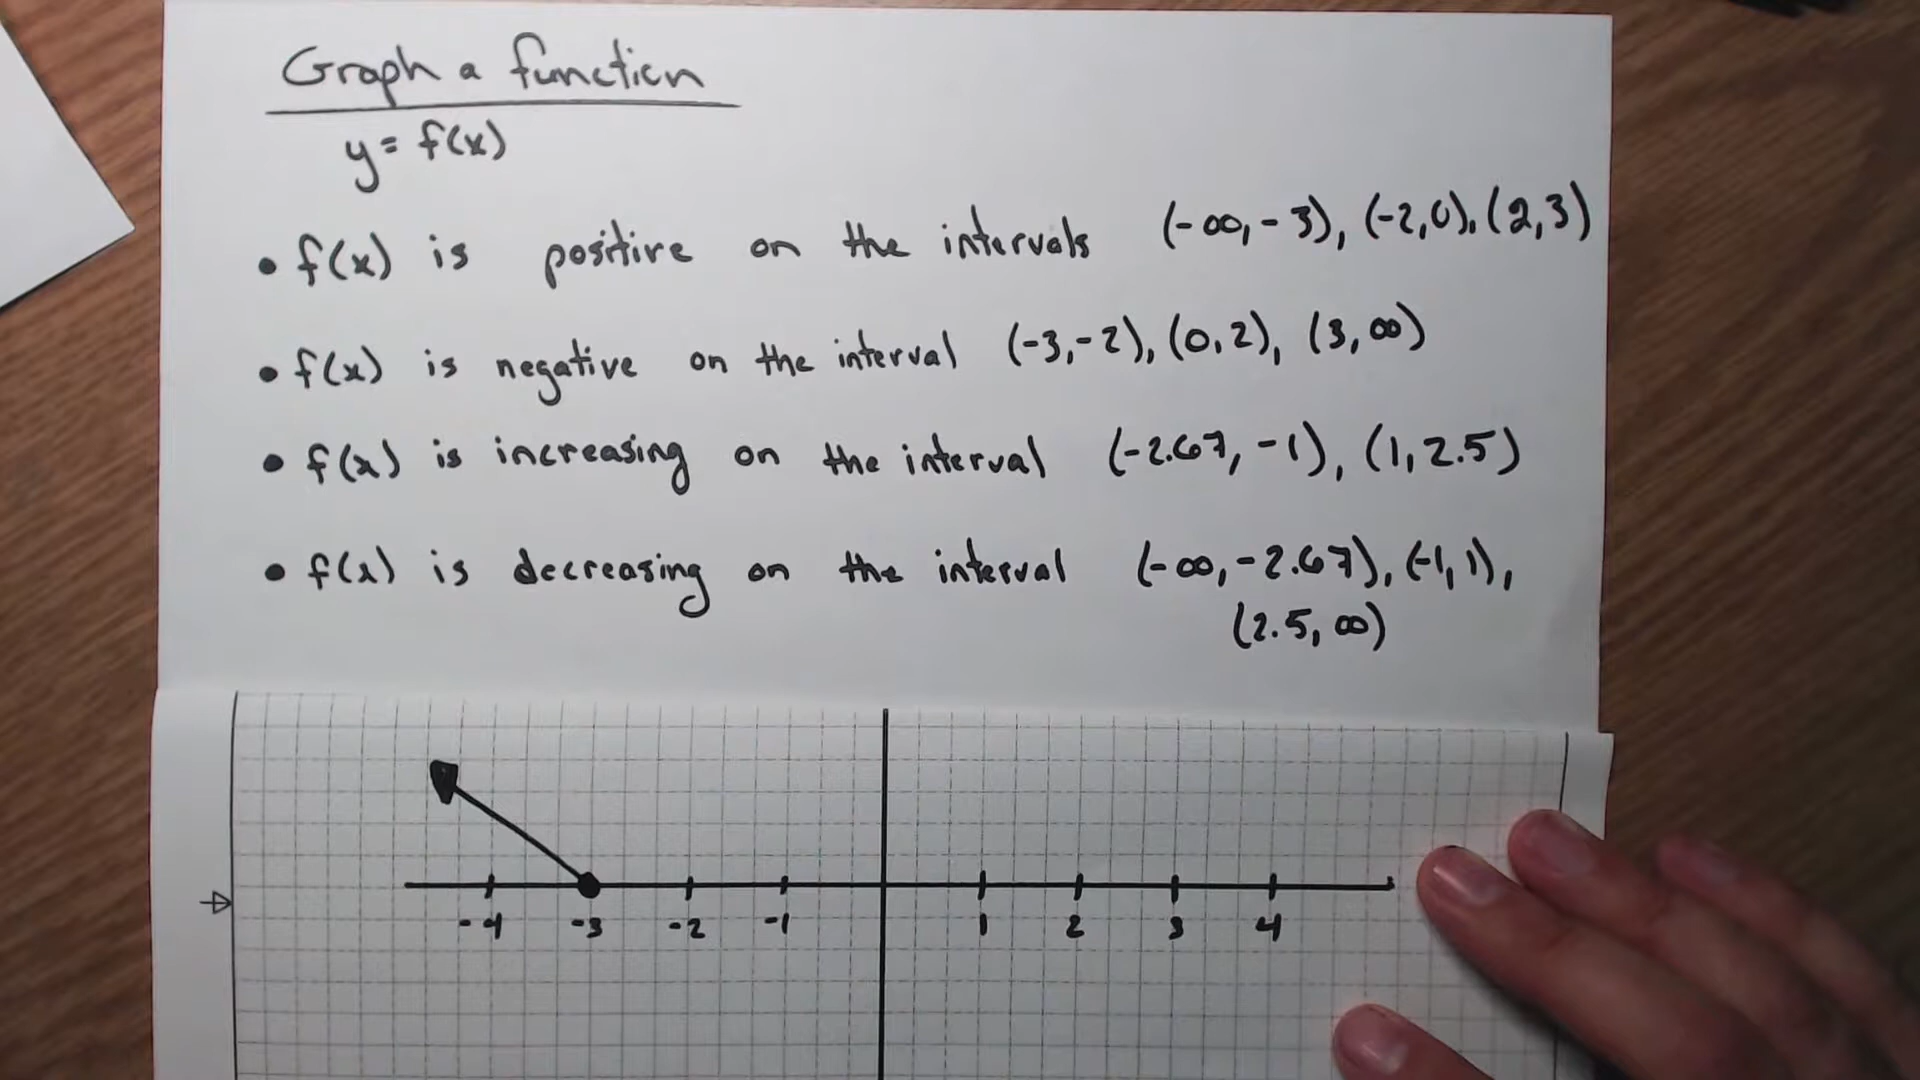 Graph a function
y = f(x)
• f(x) is positive on the intervals (-∞, -3), (-2,0), (2,3)
• f(x) is negative on the interval (-3,-2), (0,2), (3,∞)
• f(x) is increasing on the interval (-2.67, -1), (1,2.5)
• f(x) is decreasing on the interval (-∞, -2.67), (-1,1),
(2.5, ∞)
-4 -3 -2 -1 1 2 3 4